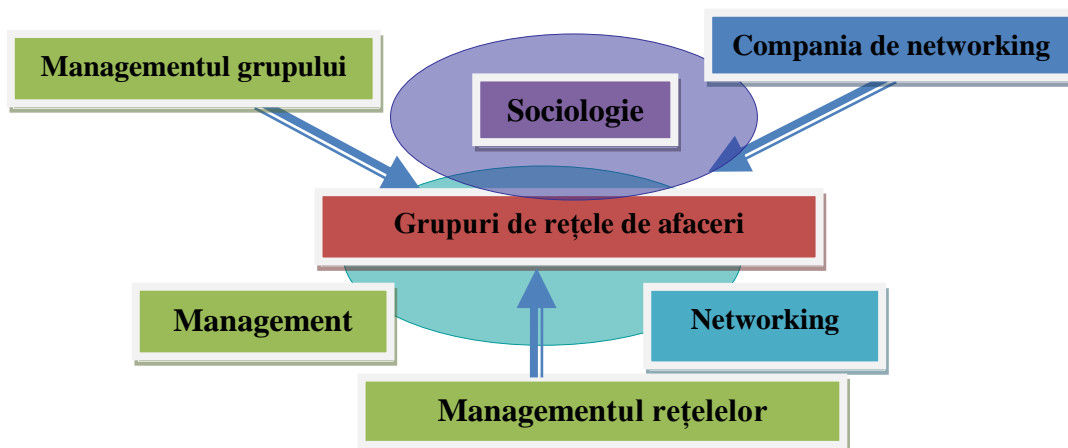 Managementul grupului
Compania de networking
Sociologie
Grupuri de rețele de afaceri
Management
Networking
Managementul rețelelor